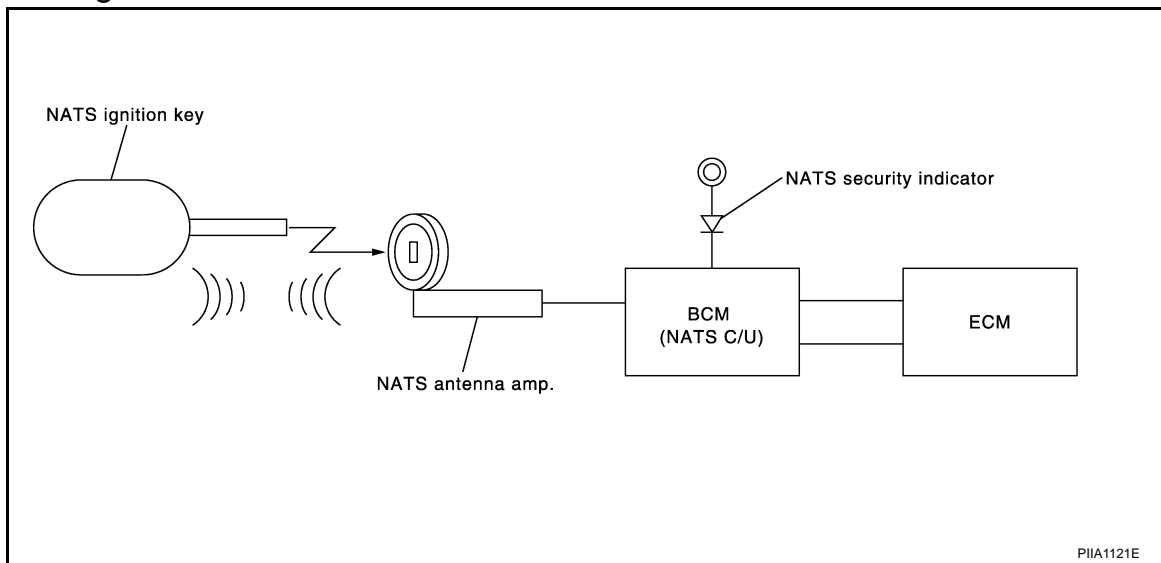 NATS ignition key
NATS security indicator
BCM
(NATS C/U)
ECM
NATS antenna amp.
PIIA1121E